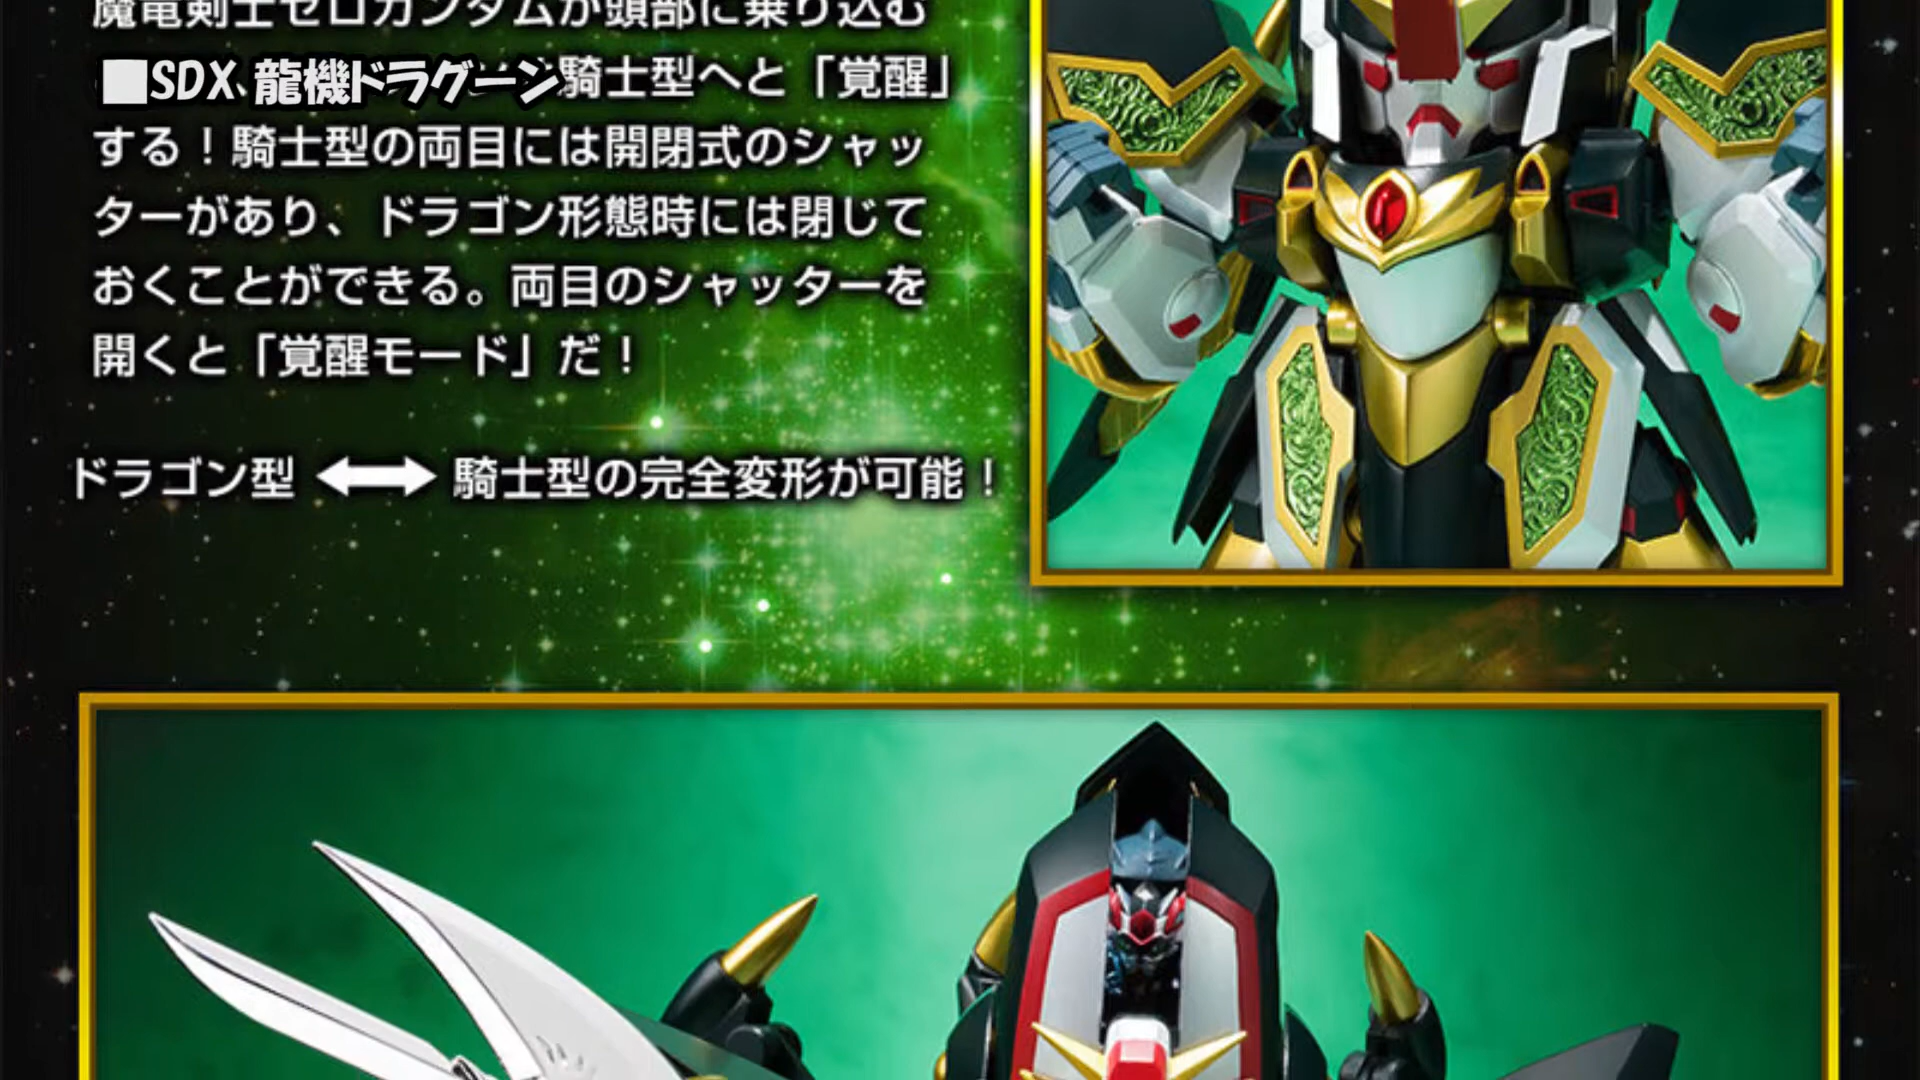 魔竜剣士ゼロガンダムが頭部に乗り込む
■SDX 龍機ドラグーン
騎士型へと「覚醒」
する！騎士型の両目には開閉式のシャッ
ターがあり、ドラゴン形態時には閉じて
おくことができる。両目のシャッターを
開くと「覚醒モード」だ！
ドラゴン型 ⟷ 騎士型の完全変形が可能！